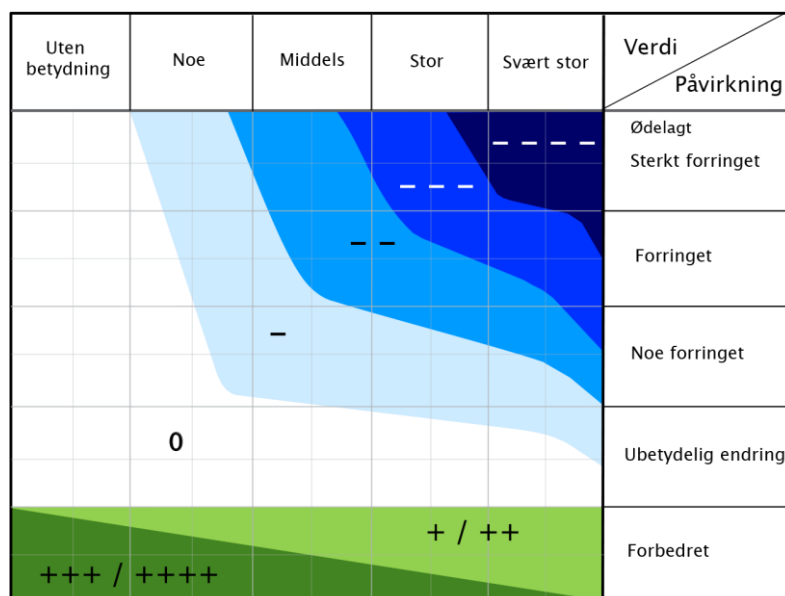 Uten betydning
Noe
Middels
Stor
Svært stor
Verdi
Påvirkning
Ødelagt
Sterkt forringet
– – – –
– – –
Forringet
– –
Noe forringet
–
Ubetydelig endring
0
Forbedret
+ / ++
+++ / ++++